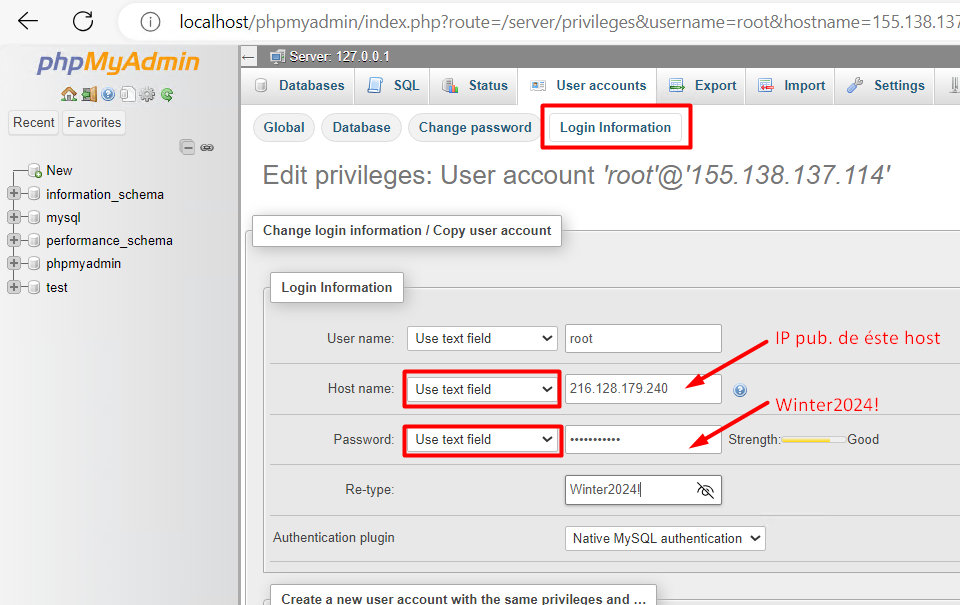 localhost/phpmyadmin/index.php?route=/server/privileges&username=root&hostname=155.138.137
phpMyAdmin
Recent Favorites
New
information_schema
mysql
performance_schema
phpmyadmin
test
Server: 127.0.0.1
Databases SQL Status User accounts Export Import Settings
Global Database Change password Login Information
Edit privileges: User account 'root'@'155.138.137.114'
Change login information / Copy user account
Login Information
User name: Use text field root
IP pub. de éste host
Host name: Use text field 216.128.179.240
Winter2024!
Password: Use text field ••••••••••• Strength: Good
Re-type: Winter2024!
Authentication plugin Native MySQL authentication
Create a new user account with the same privileges and ...